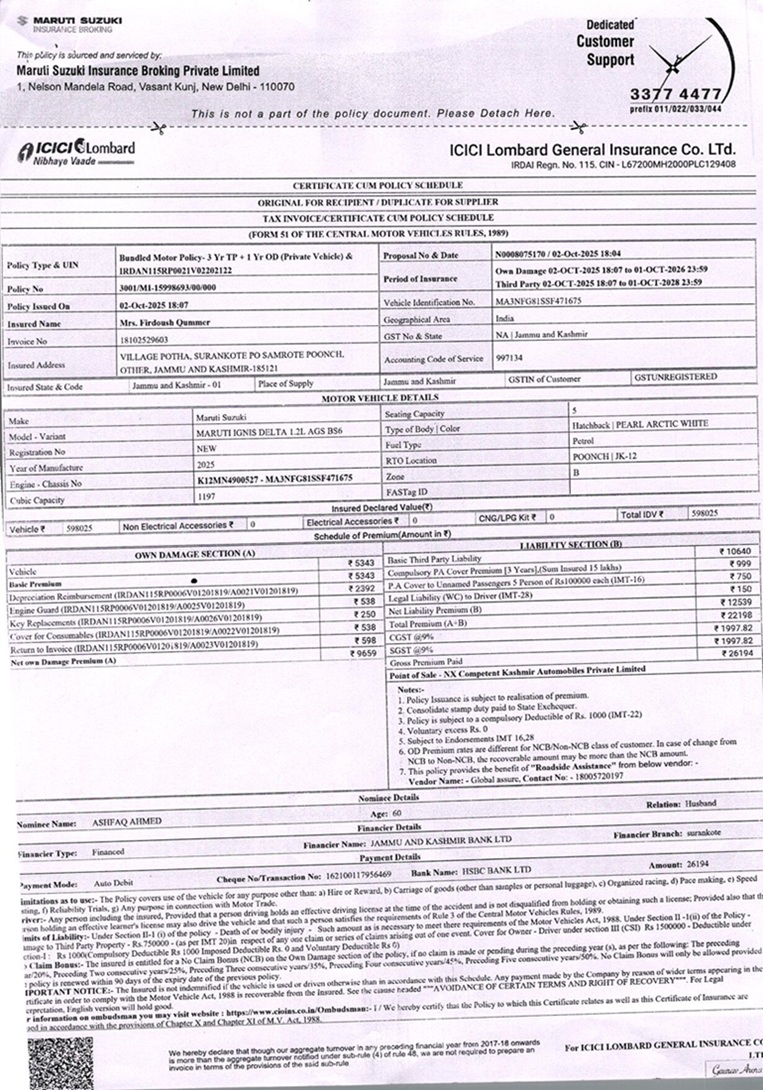 MARUTI SUZUKI
INSURANCE BROKING
This policy is sourced and serviced by:
Maruti Suzuki Insurance Broking Private Limited
1, Nelson Mandela Road, Vasant Kunj, New Delhi - 110070
Dedicated
Customer
Support
3377 4477
prefix 011/022/033/044
This is not a part of the policy document. Please Detach Here.
ICICI Lombard
Nibhaye Vaade
ICICI Lombard General Insurance Co. Ltd.
IRDAI Regn. No. 115. CIN - L67200MH2000PLC129408
CERTIFICATE CUM POLICY SCHEDULE
ORIGINAL FOR RECIPIENT / DUPLICATE FOR SUPPLIER
TAX INVOICE/CERTIFICATE CUM POLICY SCHEDULE
(FORM 51 OF THE CENTRAL MOTOR VEHICLES RULES, 1989)
Policy Type & UIN Bundled Motor Policy- 3 Yr TP + 1 Yr OD (Private Vehicle) & IRDAN115RP0021V02202122
Policy No 3001/MI-15998693/00/000
Policy Issued On 02-Oct-2025 18:07
Insured Name Mrs. Firdoush Qummer
Invoice No 18102529603
Insured Address VILLAGE POTHA, SURANKOTE PO SAMROTE POONCH, OTHER, JAMMU AND KASHMIR-185121
Proposal No & Date N0008075170 / 02-Oct-2025 18:04
Period of Insurance Own Damage 02-OCT-2025 18:07 to 01-OCT-2026 23:59
Third Party 02-OCT-2025 18:07 to 01-OCT-2028 23:59
Vehicle Identification No. MA3NFG81SSF471675
Geographical Area India
GST No & State NA | Jammu and Kashmir
Accounting Code of Service 997134
Insured State & Code Jammu and Kashmir - 01 Place of Supply Jammu and Kashmir GSTIN of Customer GSTUNREGISTERED
MOTOR VEHICLE DETAILS
Make Maruti Suzuki
Model - Variant MARUTI IGNIS DELTA 1.2L AGS BS6
Registration No NEW
Year of Manufacture 2025
Engine - Chassis No K12MN4900527 - MA3NFG81SSF471675
Cubic Capacity 1197
Seating Capacity 5
Type of Body | Color Hatchback | PEARL ARCTIC WHITE
Fuel Type Petrol
RTO Location POONCH | JK-12
Zone B
FASTag ID
Insured Declared Value(₹)
Vehicle ₹ 598025 Non Electrical Accessories ₹ 0 Electrical Accessories ₹ 0 CNG/LPG Kit ₹ 0 Total IDV ₹ 598025
Schedule of Premium(Amount in ₹)
OWN DAMAGE SECTION (A)
Vehicle ₹ 5343
Basic Premium ₹ 5343
Depreciation Reimbursement (IRDAN115RP0006V01201819/A0021V01201819) ₹ 2392
Engine Guard (IRDAN115RP0006V01201819/A0025V01201819) ₹ 538
Key Replacements (IRDAN115RP0006V01201819/A0026V01201819) ₹ 250
Cover for Consumables (IRDAN115RP0006V01201819/A0022V01201819) ₹ 538
Return to Invoice (IRDAN115RP0006V01201819/A0023V01201819) ₹ 598
Net own Damage Premium (A) ₹ 9659
LIABILITY SECTION (B)
Basic Third Party Liability ₹ 10640
Compulsory PA Cover Premium [3 Years],(Sum Insured 15 lakhs) ₹ 999
P A Cover to Unnamed Passengers 5 Person of Rs100000 each (IMT-16) ₹ 750
Legal Liability (WC) to Driver (IMT-28) ₹ 150
Net Liability Premium (B) ₹ 12539
Total Premium (A+B) ₹ 22198
CGST @9% ₹ 1997.82
SGST @9% ₹ 1997.82
Gross Premium Paid ₹ 26194
Point of Sale - NX Competent Kashmir Automobiles Private Limited
Notes:-
1. Policy Issuance is subject to realisation of premium.
2. Consolidate stamp duty paid to State Exchequer.
3. Policy is subject to a compulsory Deductible of Rs. 1000 (IMT-22)
4. Voluntary excess Rs. 0
5. Subject to Endorsements IMT 16,28
6. OD Premium rates are different for NCB/Non-NCB class of customer. In case of change from
NCB to Non-NCB, the recoverable amount may be more than the NCB amount.
7. This policy provides the benefit of "Roadside Assistance" from below vendor: -
Vendor Name: - Global assure, Contact No: - 18005720197
Nominee Details
Nominee Name: ASHFAQ AHMED Age: 60 Relation: Husband
Financier Details
Financier Type: Financed Financier Name: JAMMU AND KASHMIR BANK LTD Financier Branch: surankote
Payment Details
Payment Mode: Auto Debit Cheque No/Transaction No: 162100117956469 Bank Name: HSBC BANK LTD Amount: 26194
imitations as to use:- The Policy covers use of the vehicle for any purpose other than: a) Hire or Reward, b) Carriage of goods (other than samples or personal luggage), c) Organized racing, d) Pace making, e) Speed
sting, f) Reliability Trials, g) Any purpose in connection with Motor Trade.
river:- Any person including the insured, Provided that a person driving holds an effective driving license at the time of the accident and is not disqualified from holding or obtaining such a license; Provided also that the
rson holding an effective learner's license may also drive the vehicle and that such a person satisfies the requirements of Rule 3 of the Central Motor Vehicles Rules, 1989.
mits of Liability:- Under Section II-1 (i) of the policy - Death of or bodily injury - Such amount as is necessary to meet there requirements of the Motor Vehicles Act, 1988. Under Section II -1(ii) of the Policy -
amage to Third Party Property - Rs.750000 - (as per IMT 20)in respect of any one claim or series of claims arising out of one event. Cover for Owner - Driver under section III (CSI) Rs 1500000 - Deductible under
ction-I : Rs 1000(Compulsory Deductible Rs 1000 Imposed Deductible Rs. 0 and Voluntary Deductible Rs 0)
o Claim Bonus:- The insured is entitled for a No Claim Bonus (NCB) on the Own Damage section of the policy, if no claim is made or pending during the preceding year (s), as per the following: The preceding
ar/20%, Preceding Two consecutive years/25%, Preceding Three consecutive years/35%, Preceding Four consecutive years/45%, Preceding Five consecutive years/50%. No Claim Bonus will only be allowed provided
policy is renewed within 90 days of the expiry date of the previous policy.
IPORTANT NOTICE:- The Insured is not indemnified if the vehicle is used or driven otherwise than in accordance with this Schedule. Any payment made by the Company by reason of wider terms appearing in the
rtificate in order to comply with the Motor Vehicle Act, 1988 is recoverable from the Insured. See the clause headed """AVOIDANCE OF CERTAIN TERMS AND RIGHT OF RECOVERY""". For Legal
erpretation, English version will hold good.
r information on ombudsman you may visit website : https://www.cioins.co.in/Ombudsman:- I / We hereby certify that the Policy to which this Certificate relates as well as this Certificate of Insurance are
ued in accordance with the provisions of Chapter X and Chapter XI of M.V. Act, 1988.
We hereby declare that though our aggregate turnover in any preceding financial year from 2017-18 onwards
is more than the aggregate turnover notified under sub-rule (4) of rule 48, we are not required to prepare an
invoice in terms of the provisions of the said sub-rule
For ICICI LOMBARD GENERAL INSURANCE CO
LT